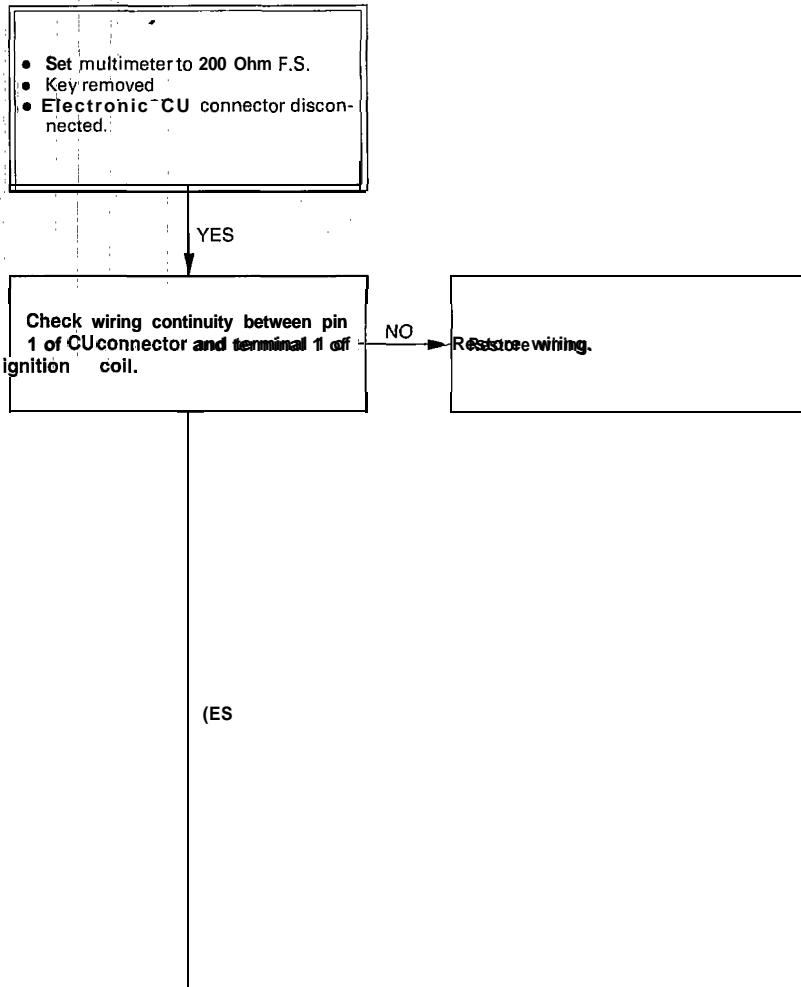 • Set multimeter to 200 Ohm F.S.
• Key removed
• Electronic CU connector discon-
nected.
YES
Check wiring continuity between pin
1 of CU connector and terminal 1 of
ignition coil.
NO
Restore wiring.
(ES